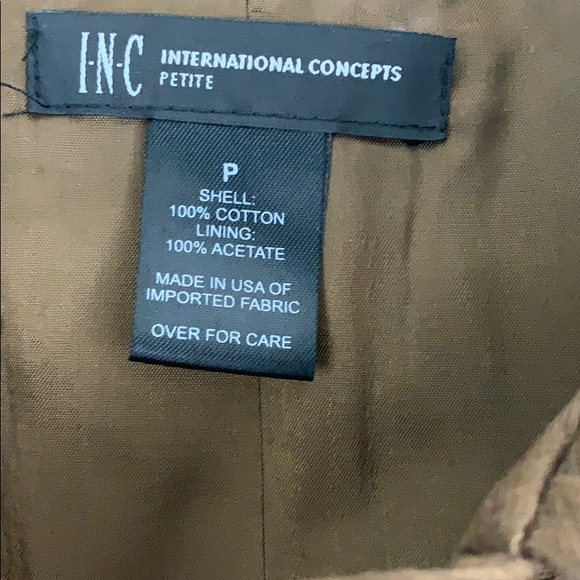 I·N·C INTERNATIONAL CONCEPTS
PETITE
P
SHELL:
100% COTTON
LINING:
100% ACETATE
MADE IN USA OF
IMPORTED FABRIC
OVER FOR CARE